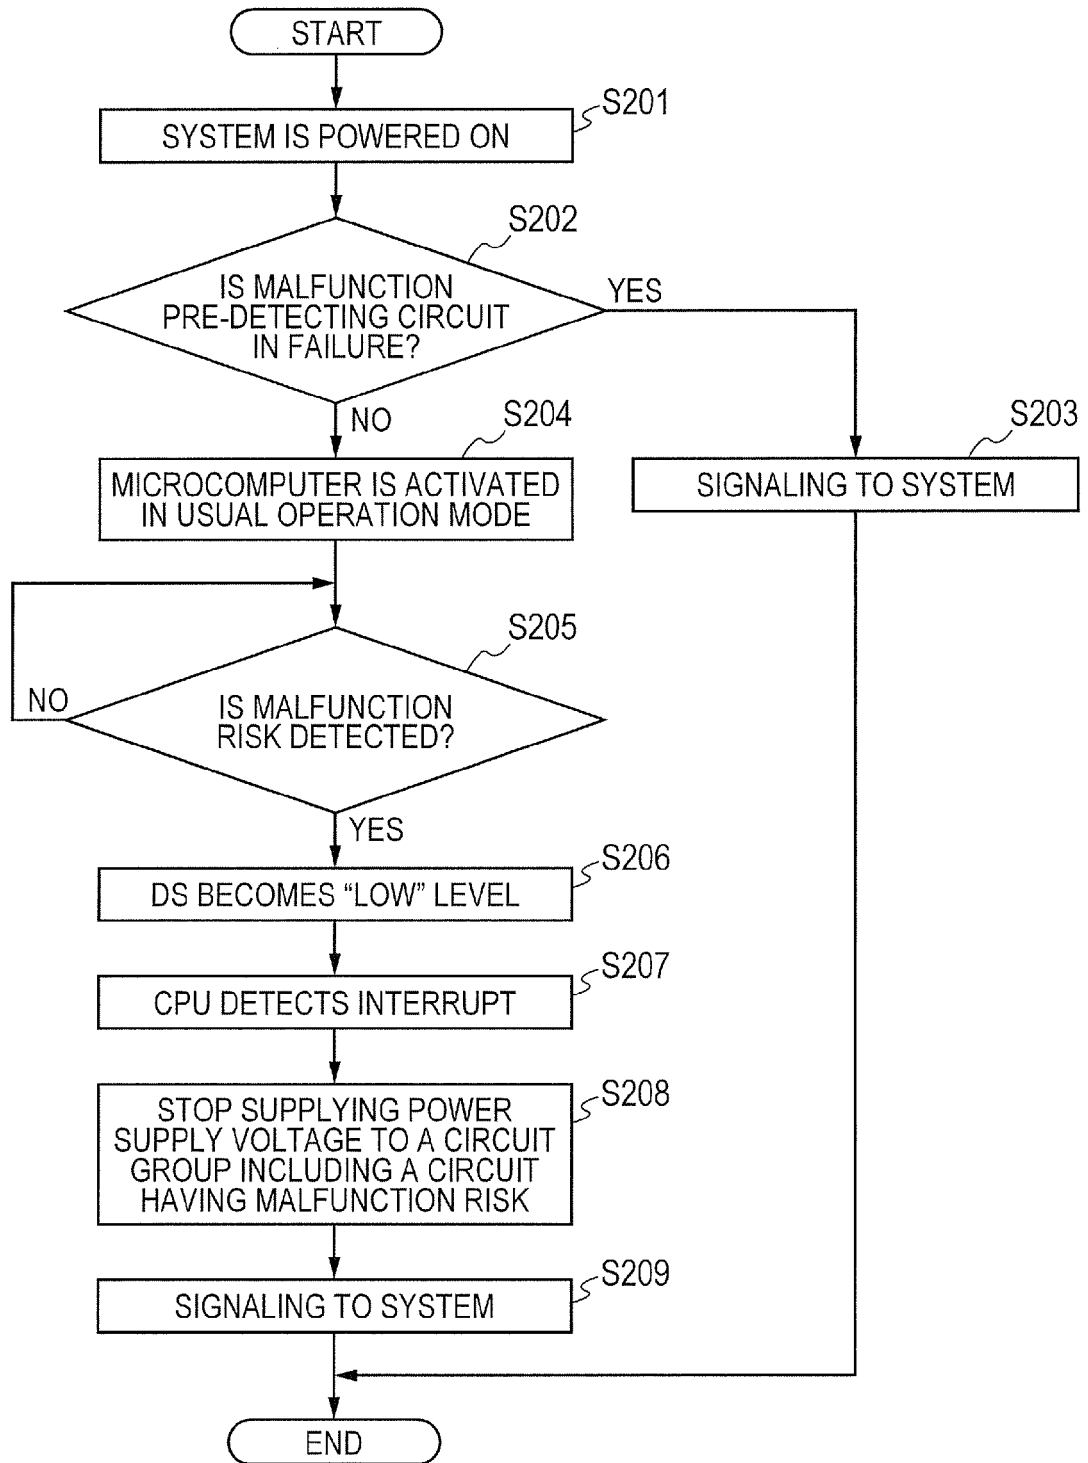 START
S201
SYSTEM IS POWERED ON
S202
IS MALFUNCTION
PRE-DETECTING CIRCUIT
IN FAILURE?
YES
NO
S204
S203
MICROCOMPUTER IS ACTIVATED
IN USUAL OPERATION MODE
SIGNALING TO SYSTEM
S205
NO
IS MALFUNCTION
RISK DETECTED?
YES
S206
DS BECOMES “LOW” LEVEL
S207
CPU DETECTS INTERRUPT
S208
STOP SUPPLYING POWER
SUPPLY VOLTAGE TO A CIRCUIT
GROUP INCLUDING A CIRCUIT
HAVING MALFUNCTION RISK
S209
SIGNALING TO SYSTEM
END